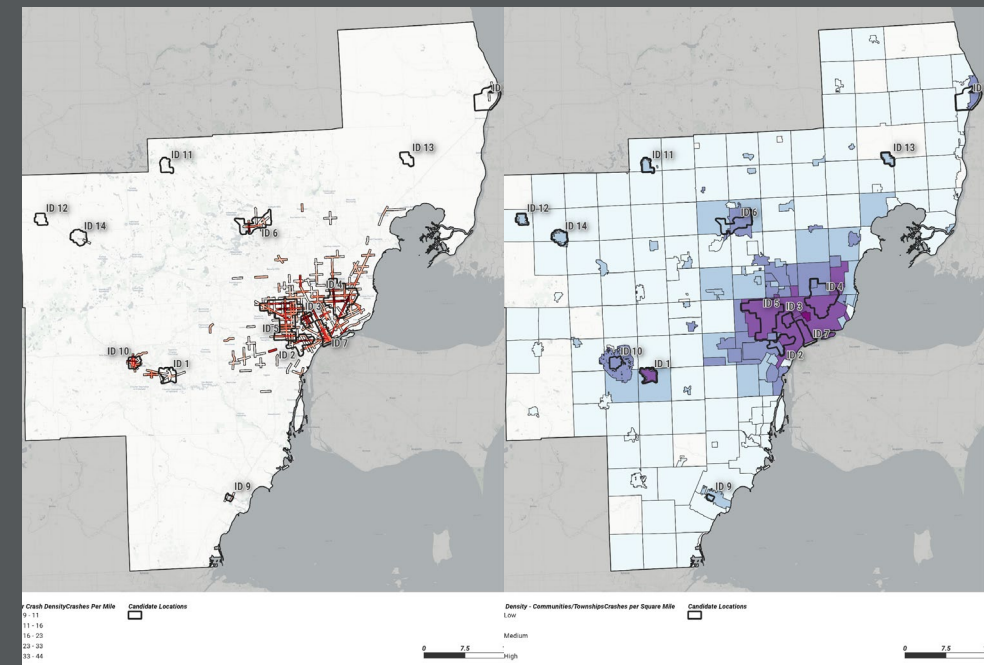 ID
ID 11
ID 13
ID 12
ID 14
ID 6
ID 4
ID 5
ID 7
ID 2
ID 10
ID 1
ID 9
r Crash DensityCrashes Per Mile
9 - 11
11 - 16
16 - 23
23 - 33
33 - 44
Candidate Locations
0 7.5
ID
ID 11
ID 13
ID-12
ID 14
ID 6
ID 4
ID 5
ID 3
ID 7
ID 2
ID 10
ID 1
ID 9
Density - Communities/TownshipsCrashes per Square Mile
Low
Medium
High
Candidate Locations
0 7.5